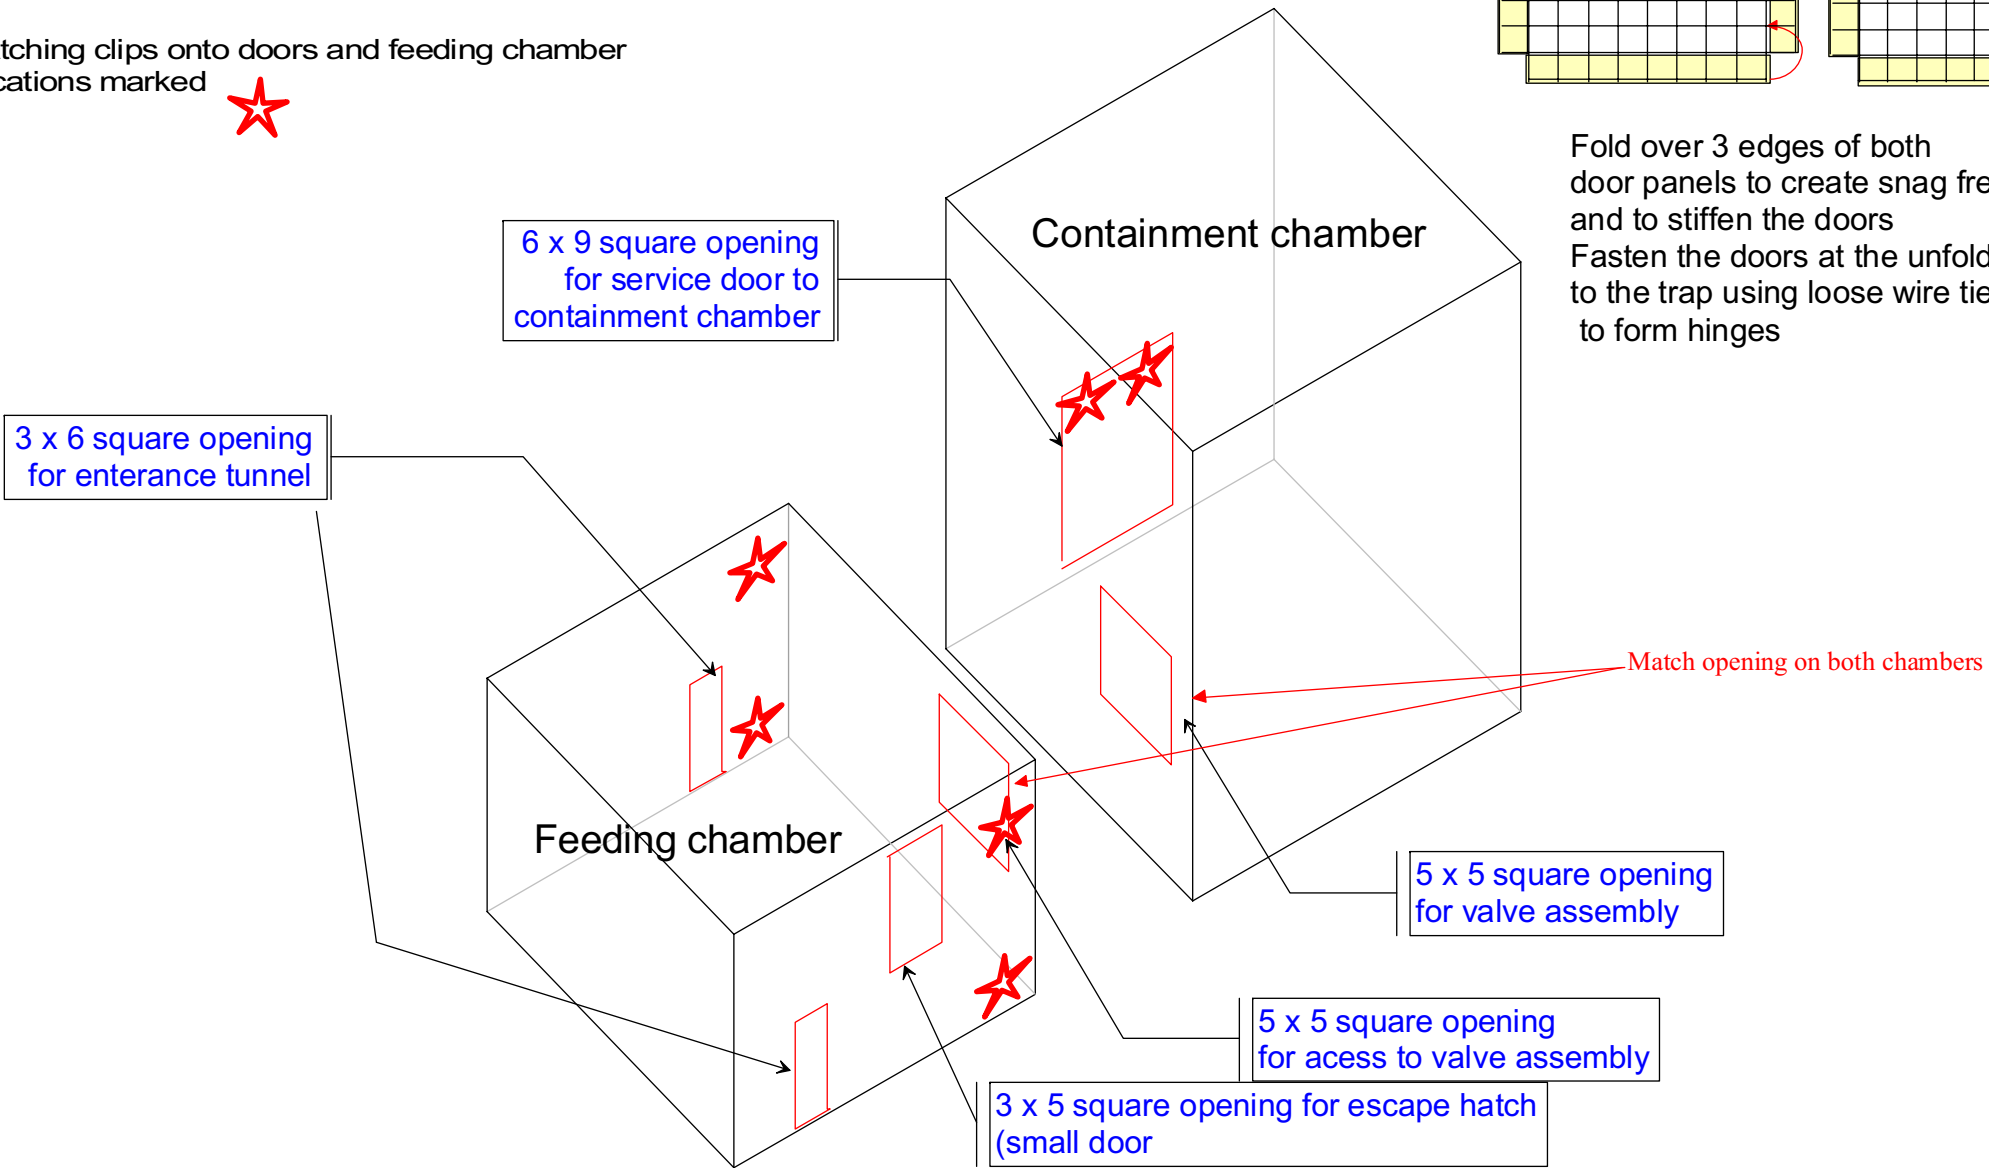 tching clips onto doors and feeding chamber
cations marked
Fold over 3 edges of both
door panels to create snag fre
and to stiffen the doors
Fasten the doors at the unfold
to the trap using loose wire tie
to form hinges
Containment chamber
6 x 9 square opening
for service door to
containment chamber
3 x 6 square opening
for enterance tunnel
Match opening on both chambers
Feeding chamber
5 x 5 square opening
for valve assembly
5 x 5 square opening
for acess to valve assembly
3 x 5 square opening for escape hatch
(small door